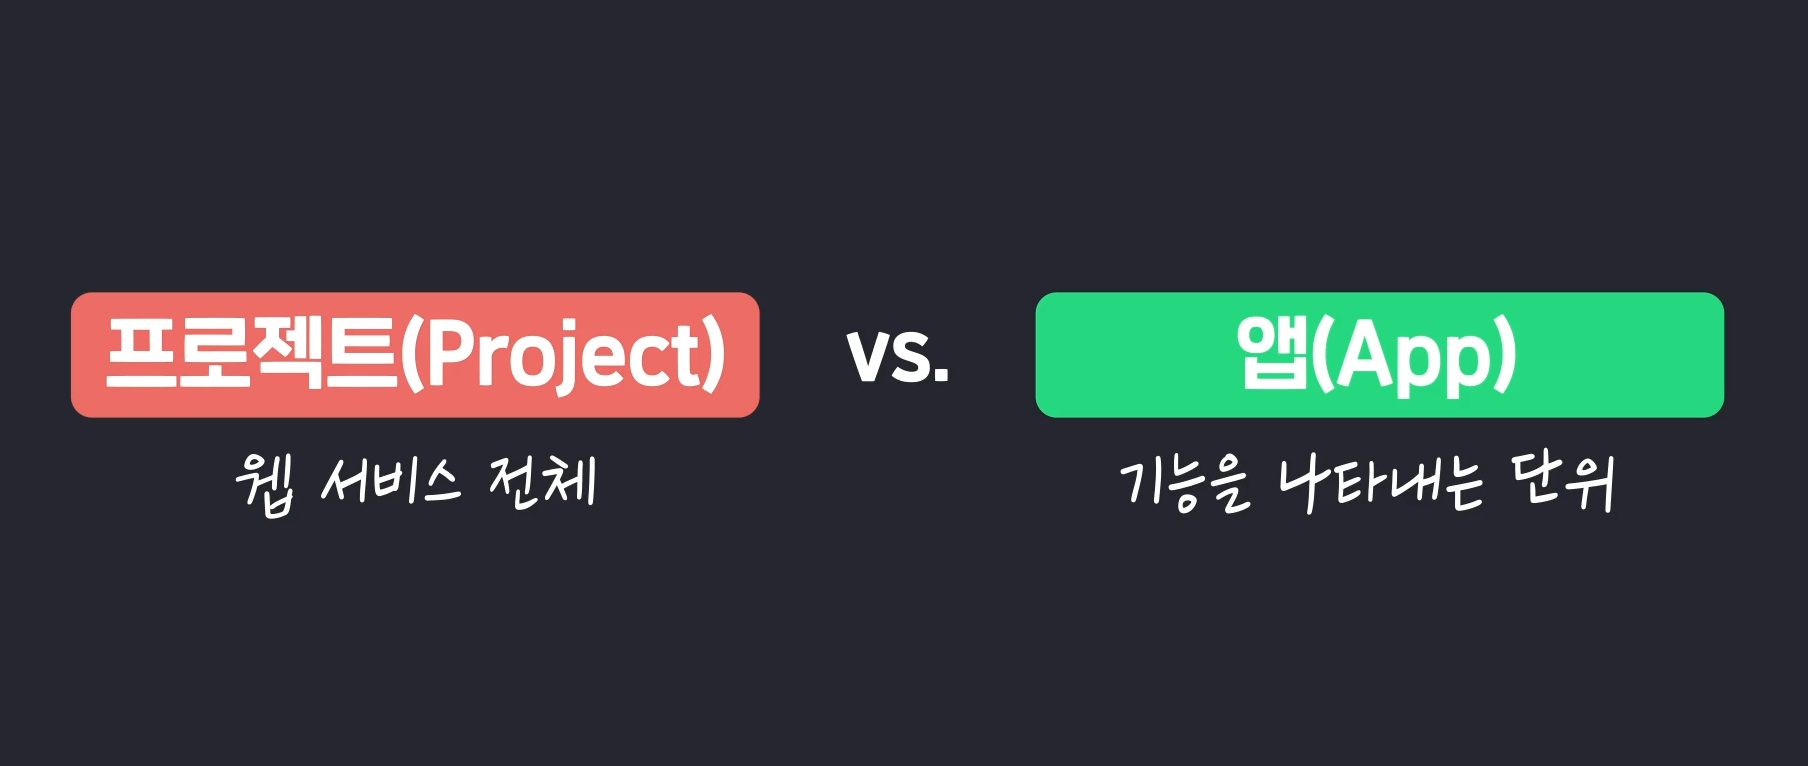 프로젝트(Project) vs. 앱(App)
웹 서비스 전체 기능을 나타내는 단위